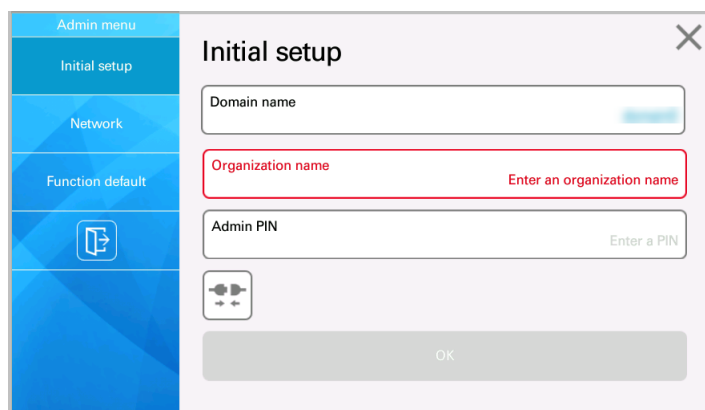 Admin menu
Initial setup
Network
Function default
Initial setup
Domain name
Organization name
Enter an organization name
Admin PIN
Enter a PIN
OK